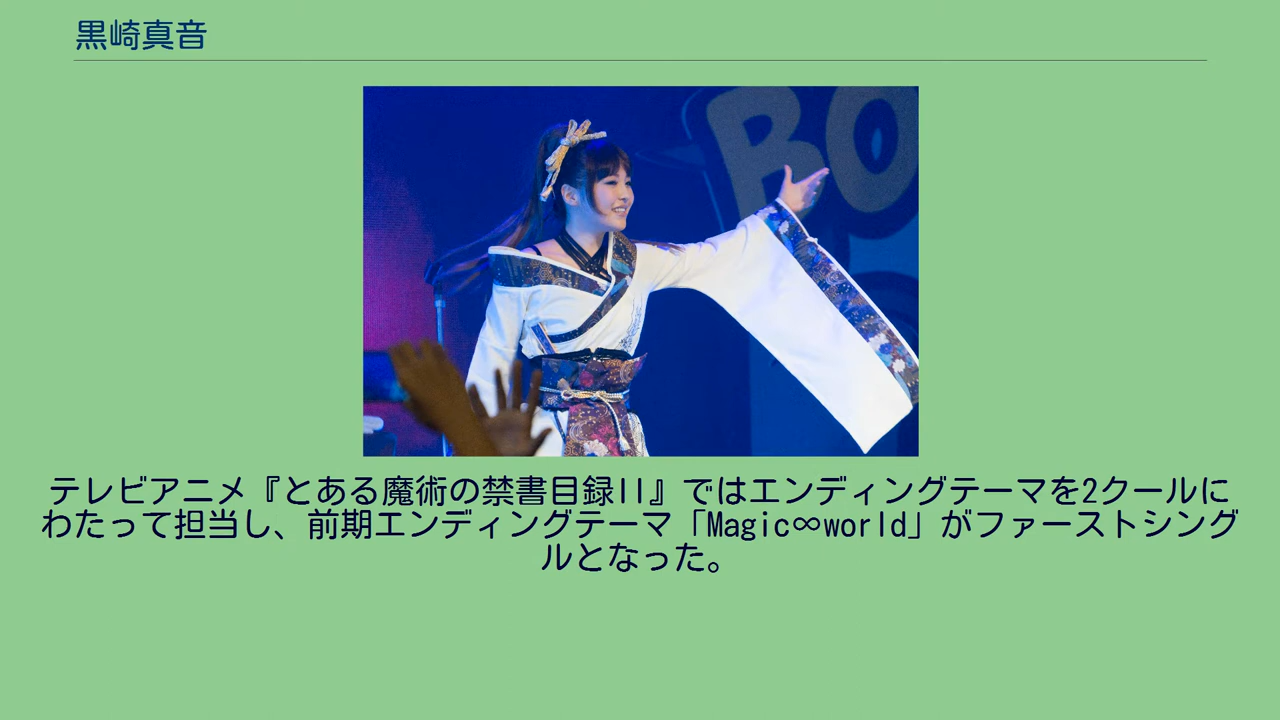 黒崎真音
BO
テレビアニメ『とある魔術の禁書目録II』ではエンディングテーマを2クールに
わたって担当し、前期エンディングテーマ「Magic∞world」がファーストシング
ルとなった。